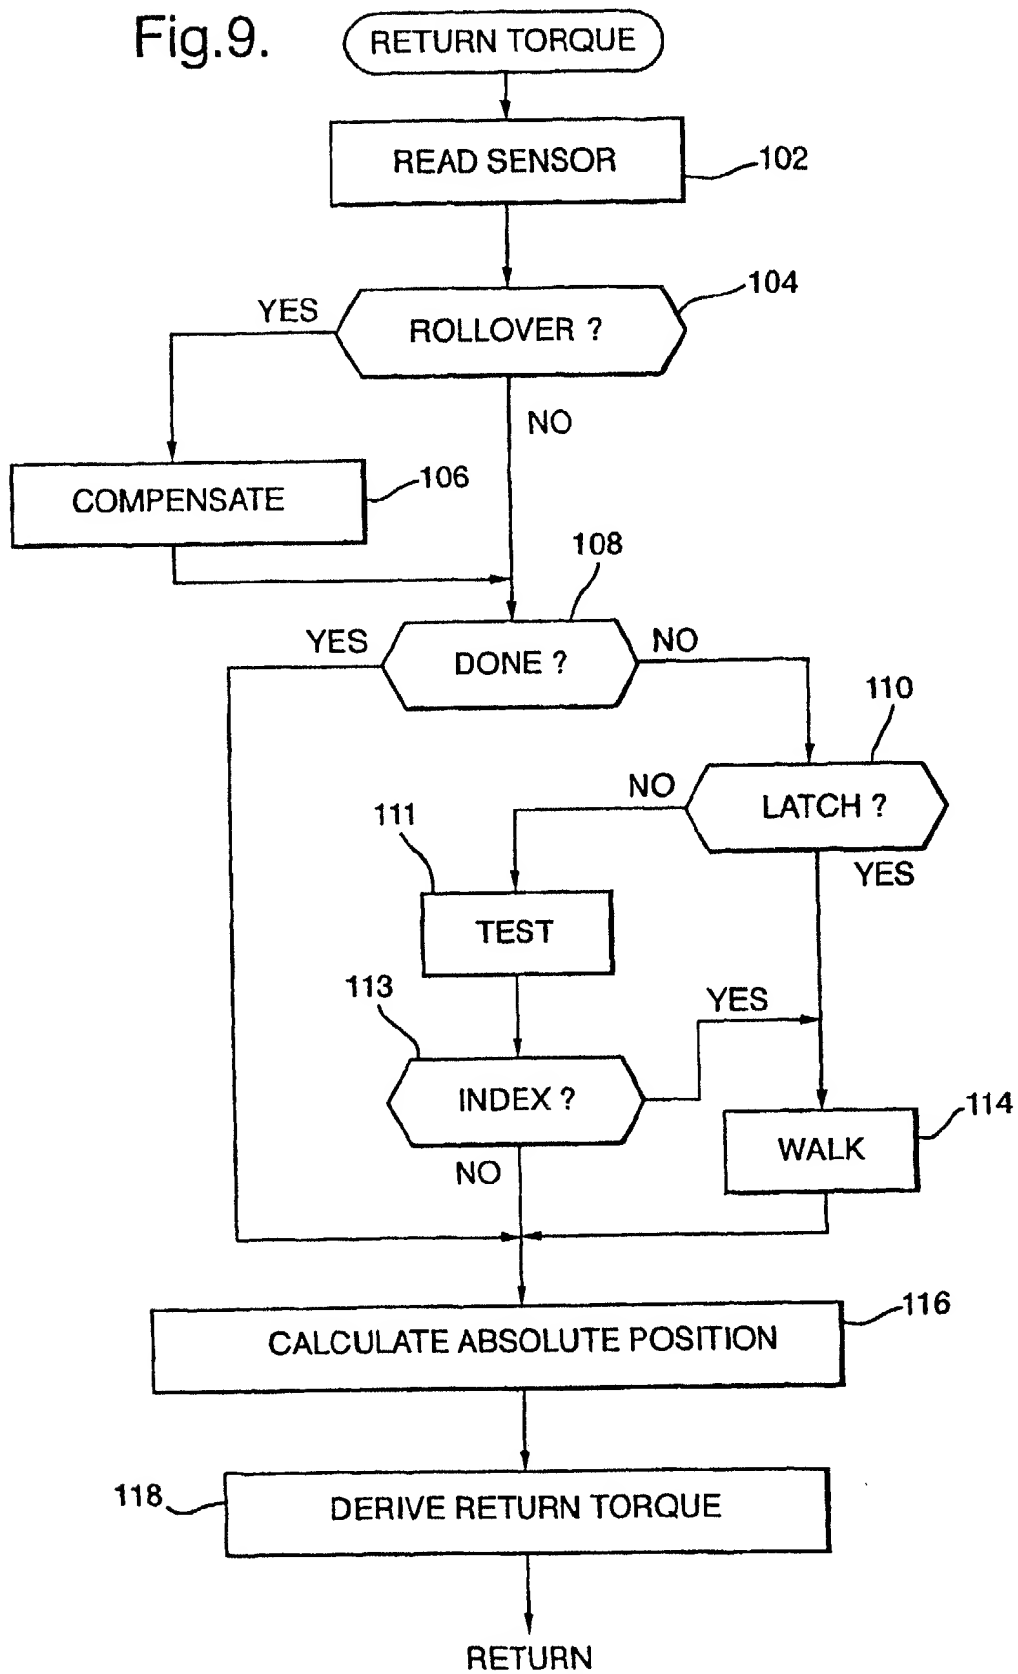 Fig.9.
RETURN TORQUE
READ SENSOR
102
104
YES
ROLLOVER ?
NO
106
COMPENSATE
108
YES
DONE ?
NO
110
NO
LATCH ?
111
YES
TEST
113
YES
INDEX ?
114
WALK
NO
116
CALCULATE ABSOLUTE POSITION
118
DERIVE RETURN TORQUE
RETURN